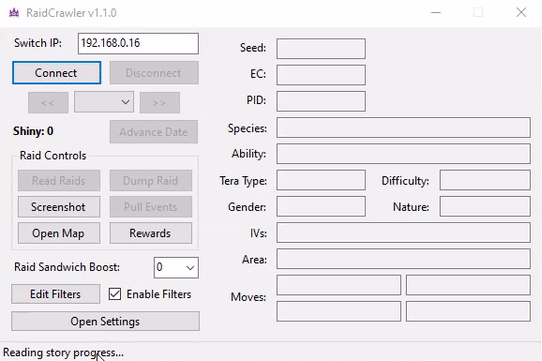 RaidCrawler v1.1.0
Switch IP: 192.168.0.16
Connect Disconnect
<< >>
Shiny: 0 Advance Date
Raid Controls
Read Raids Dump Raid
Screenshot Pull Events
Open Map Rewards
Raid Sandwich Boost: 0
Edit Filters Enable Filters
Open Settings
Seed:
EC:
PID:
Species:
Ability:
Tera Type: Difficulty:
Gender: Nature:
IVs:
Area:
Moves:
Reading story progress...